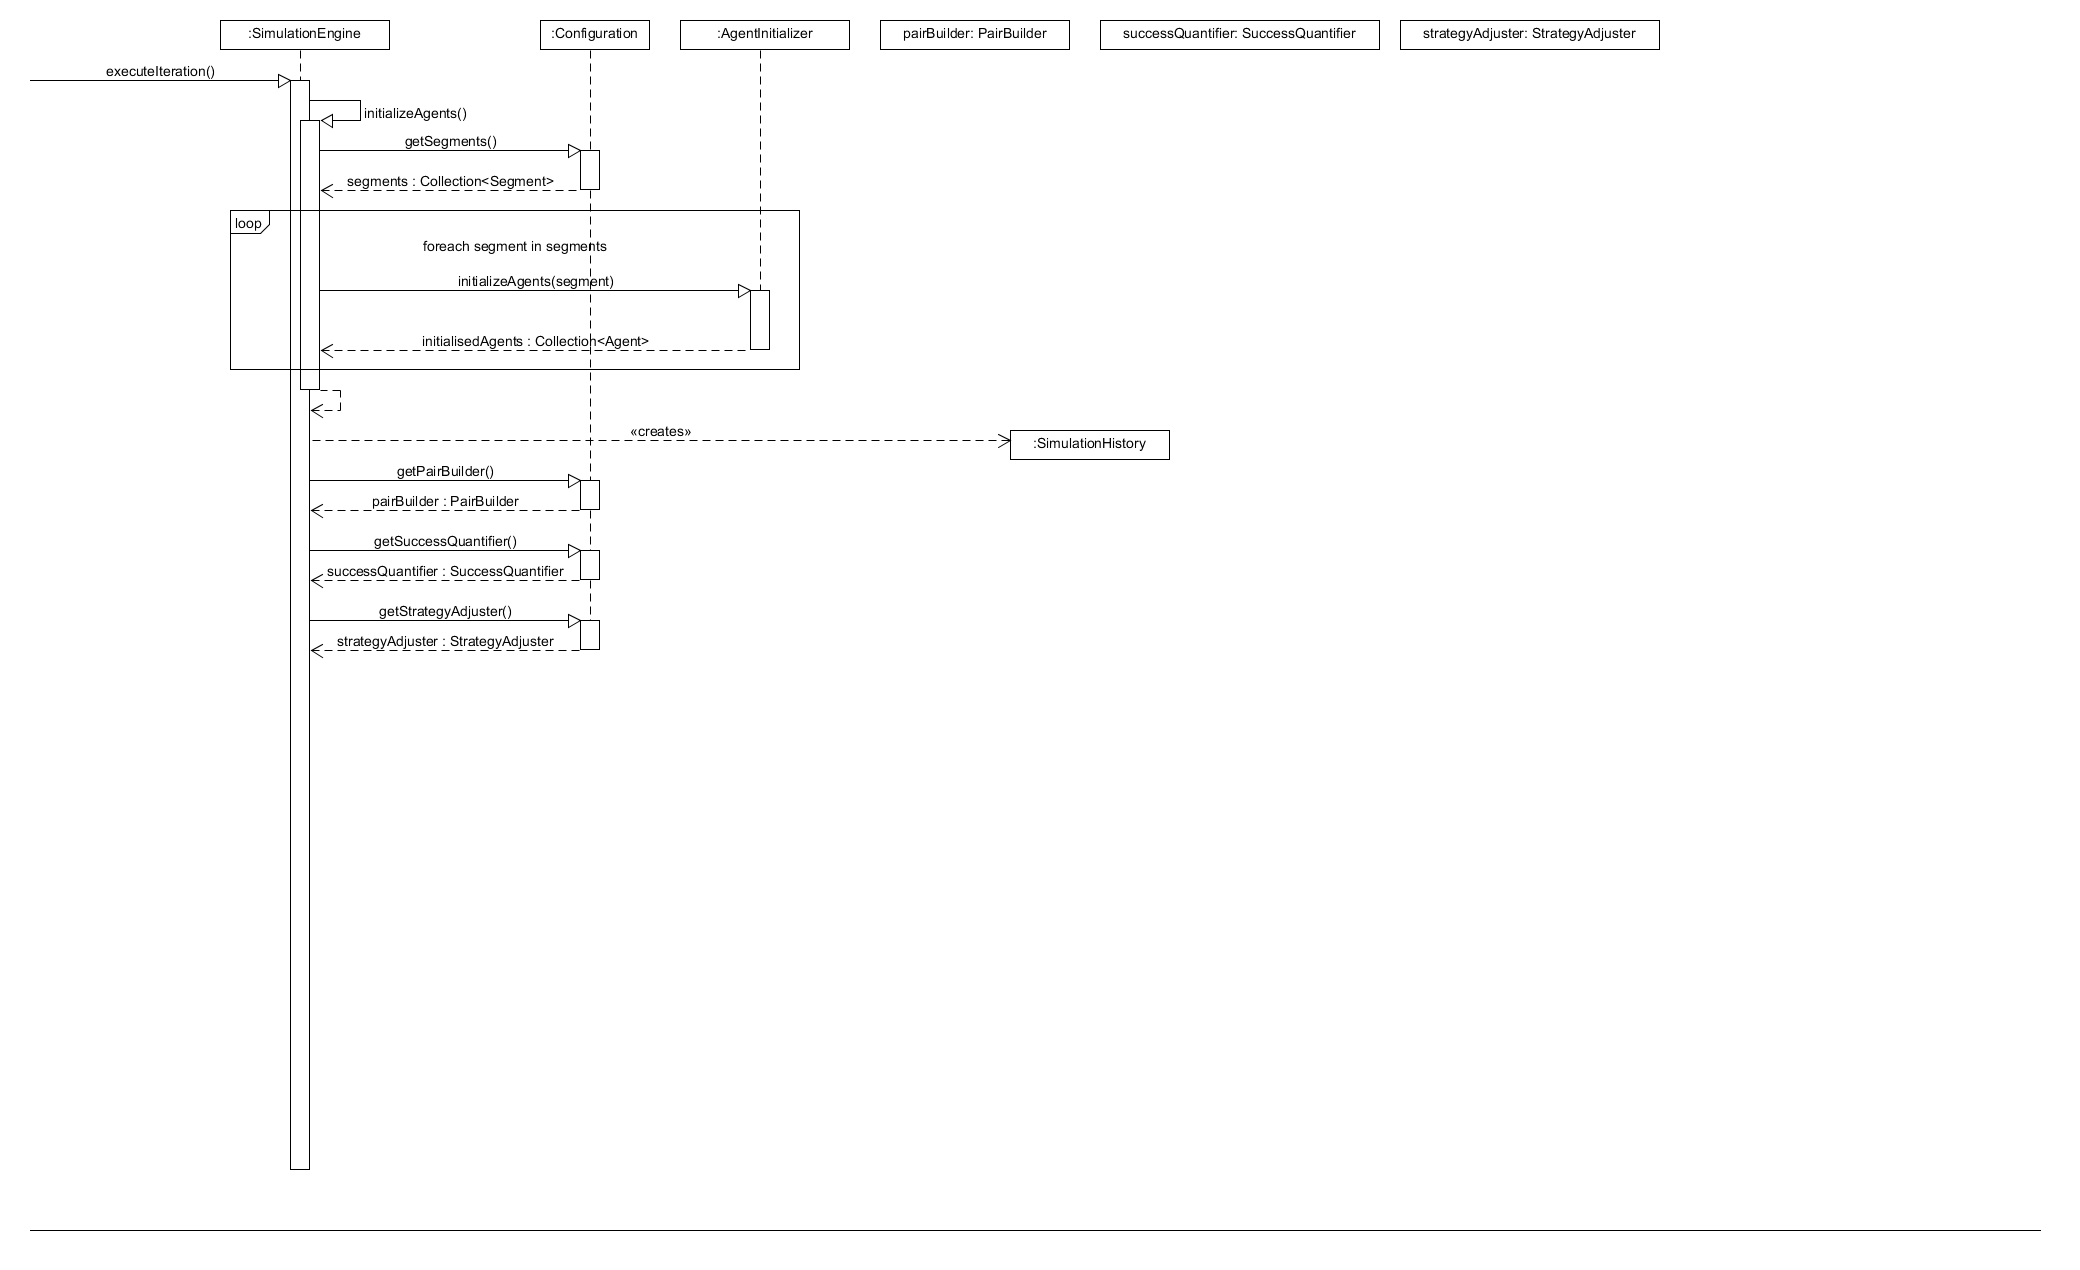 :SimulationEngine
:Configuration
:AgentInitializer
pairBuilder: PairBuilder
successQuantifier: SuccessQuantifier
strategyAdjuster: StrategyAdjuster
executeIteration()
initializeAgents()
getSegments()
segments : Collection<Segment>
loop
foreach segment in segments
initializeAgents(segment)
initialisedAgents : Collection<Agent>
«creates»
:SimulationHistory
getPairBuilder()
pairBuilder : PairBuilder
getSuccessQuantifier()
successQuantifier : SuccessQuantifier
getStrategyAdjuster()
strategyAdjuster : StrategyAdjuster